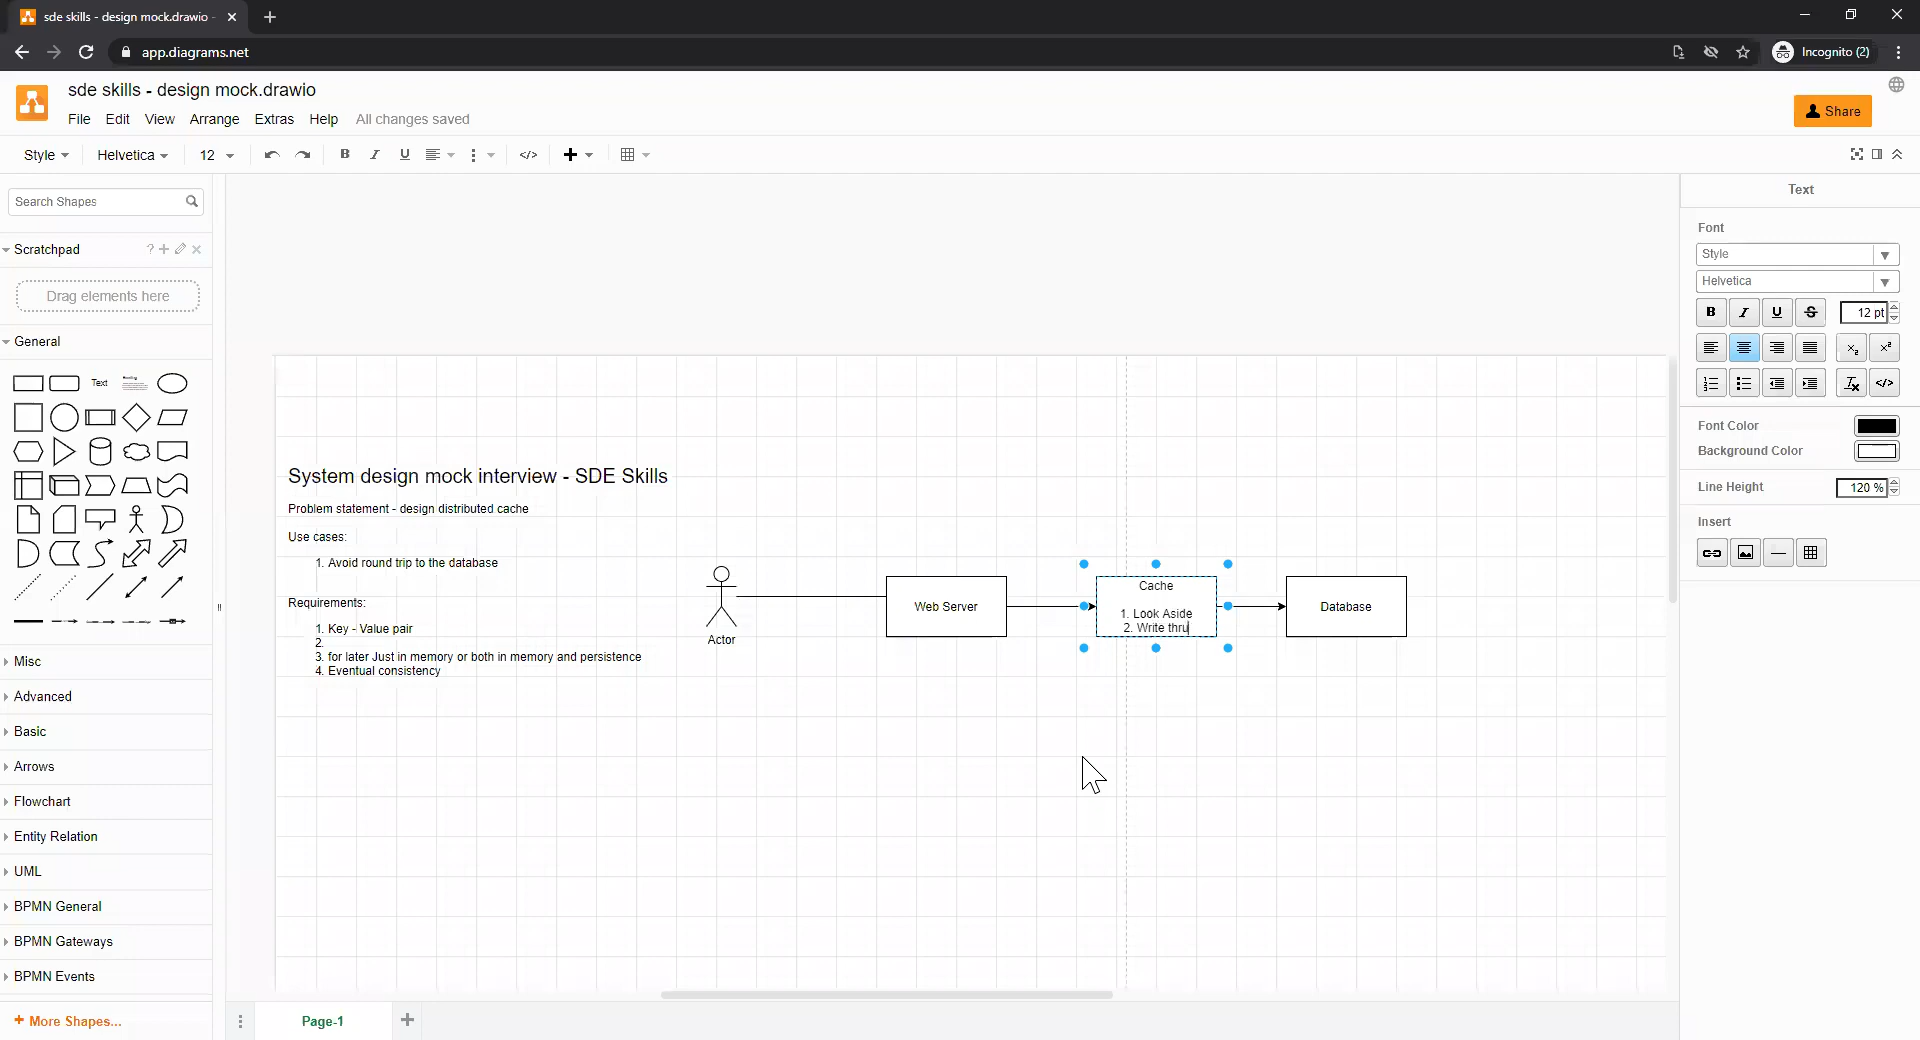 sde skills - design mock.drawio -
app.diagrams.net
Incognito (2)
sde skills - design mock.drawio
File Edit View Arrange Extras Help All changes saved
Share
Style Helvetica 12 B I U
Search Shapes
Scratchpad ?
Drag elements here
General
Text
Misc
Advanced
Basic
Arrows
Flowchart
Entity Relation
UML
BPMN General
BPMN Gateways
BPMN Events
+ More Shapes...
System design mock interview - SDE Skills
Problem statement - design distributed cache
Use cases:
1. Avoid round trip to the database
Requirements:
1. Key - Value pair
2.
3. for later Just in memory or both in memory and persistence
4. Eventual consistency
Actor
Web Server
Cache
1. Look Aside
2. Write thru
Database
Page-1
Text
Font
Style
Helvetica
B I U S 12 pt
Font Color
Background Color
Line Height 120 %
Insert